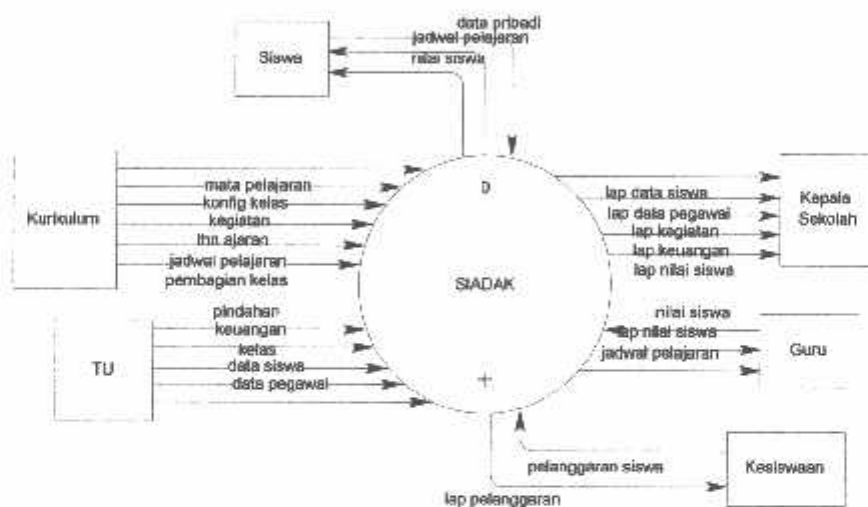 data pribadi
jadwal pelajaran
nilai siswa
Siswa
Kurikulum
mata pelajaran
konfig kelas
kegiatan
thn ajaran
jadwal pelajaran
pembagian kelas
0
SIADAK
+
lap data siswa
lap data pegawai
lap kegiatan
lap keuangan
lap nilai siswa
Kepala
Sekolah
TU
pindahan
keuangan
kelas
data siswa
data pegawai
nilai siswa
lap nilai siswa
jadwal pelajaran
Guru
pelanggaran siswa
lap pelanggaran
Kesiswaan